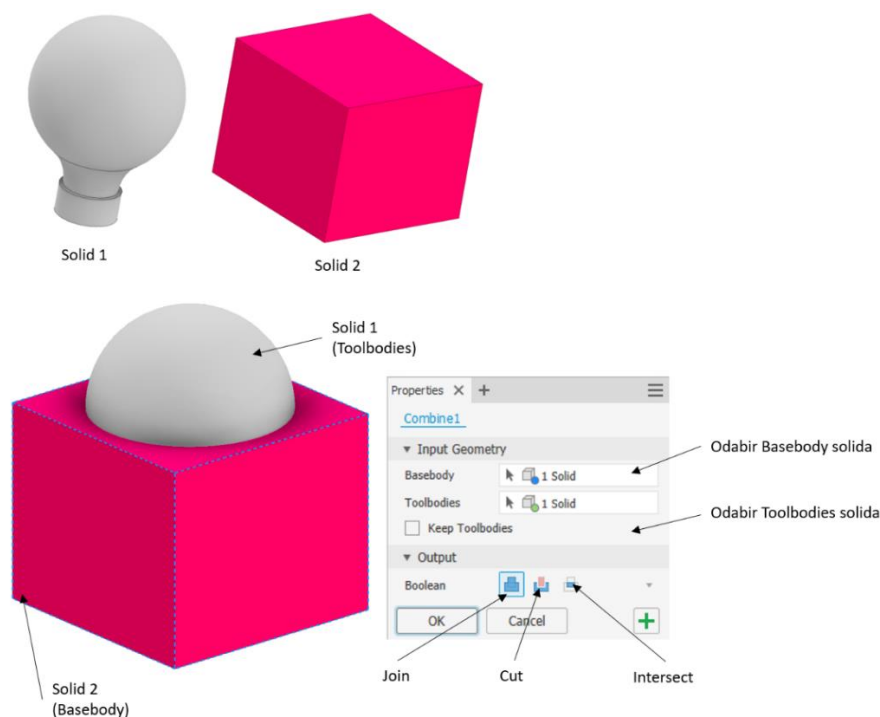 Solid 1
Solid 2
Solid 1
(Toolbodies)
Properties
Combine1
Input Geometry
Basebody
1 Solid
Odabir Basebody solida
Toolbodies
1 Solid
Keep Toolbodies
Odabir Toolbodies solida
Output
Boolean
OK
Cancel
Join
Cut
Intersect
Solid 2
(Basebody)